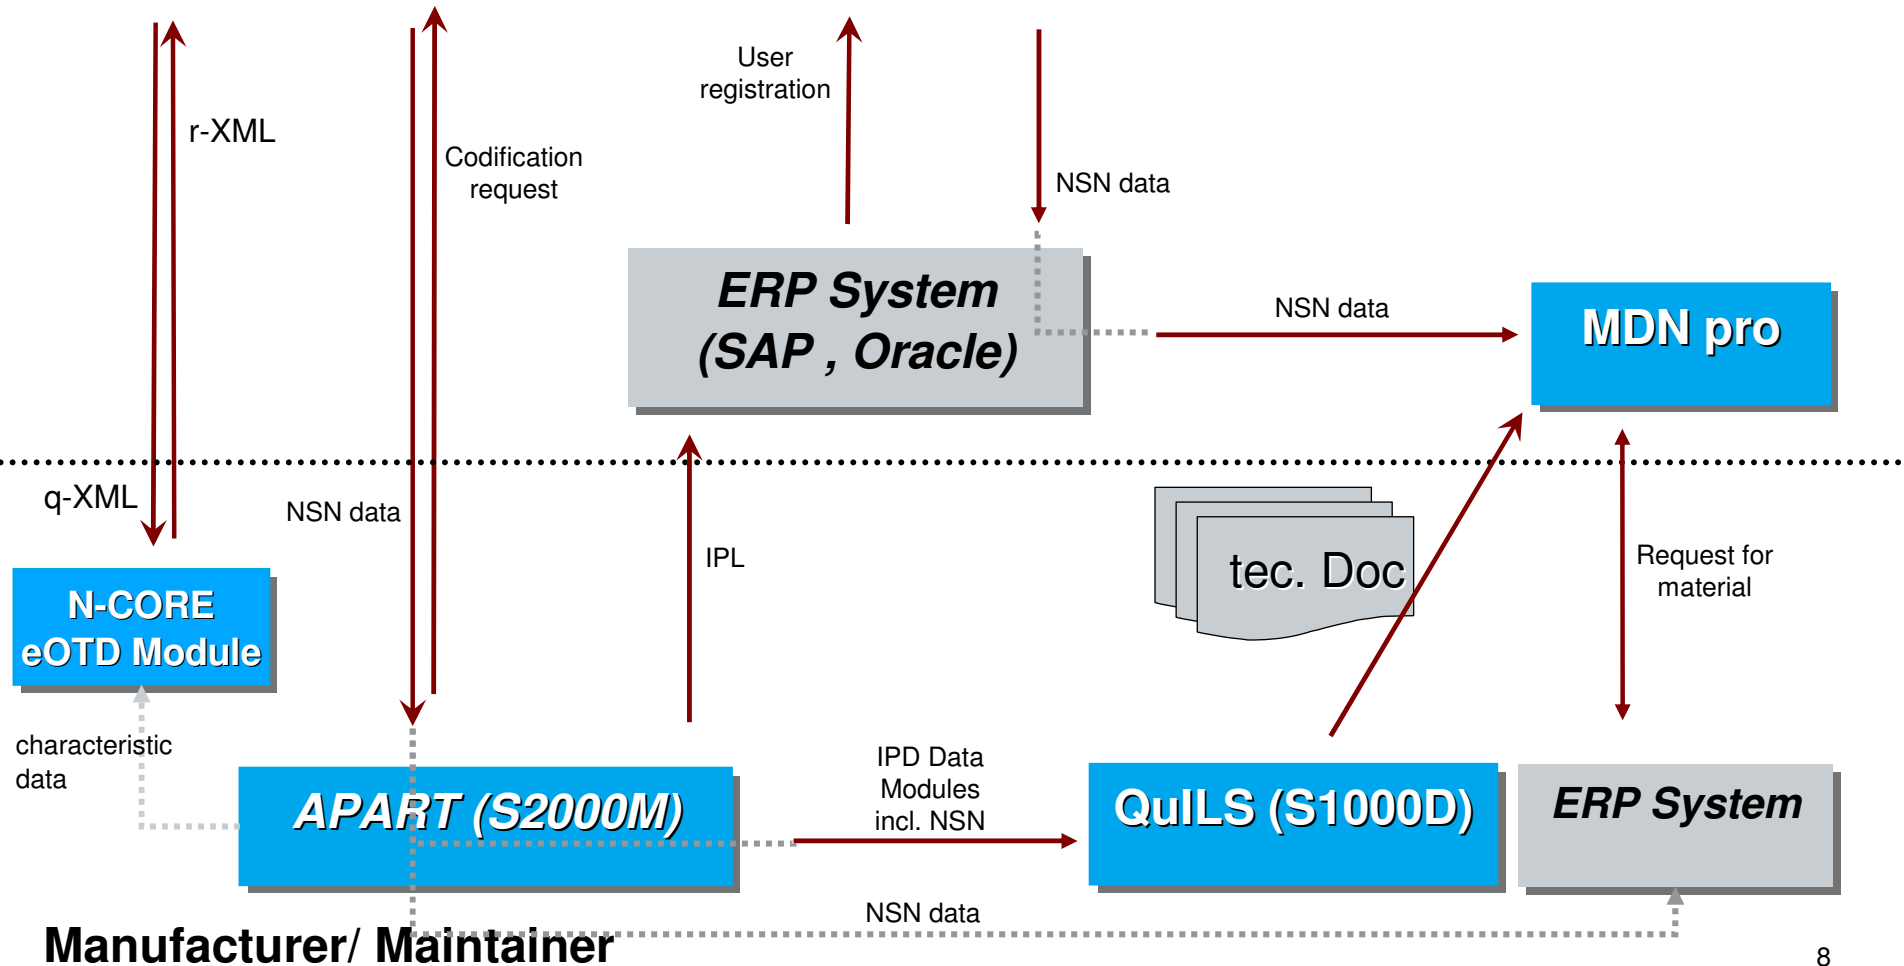 User
registration
r-XML
Codification
request
NSN data
ERP System
(SAP , Oracle)
NSN data
MDN pro
q-XML
NSN data
IPL
tec. Doc
Request for
material
N-CORE
eOTD Module
characteristic
data
APART (S2000M)
IPD Data
Modules
incl. NSN
QuILS (S1000D)
ERP System
NSN data
Manufacturer/ Maintainer
8